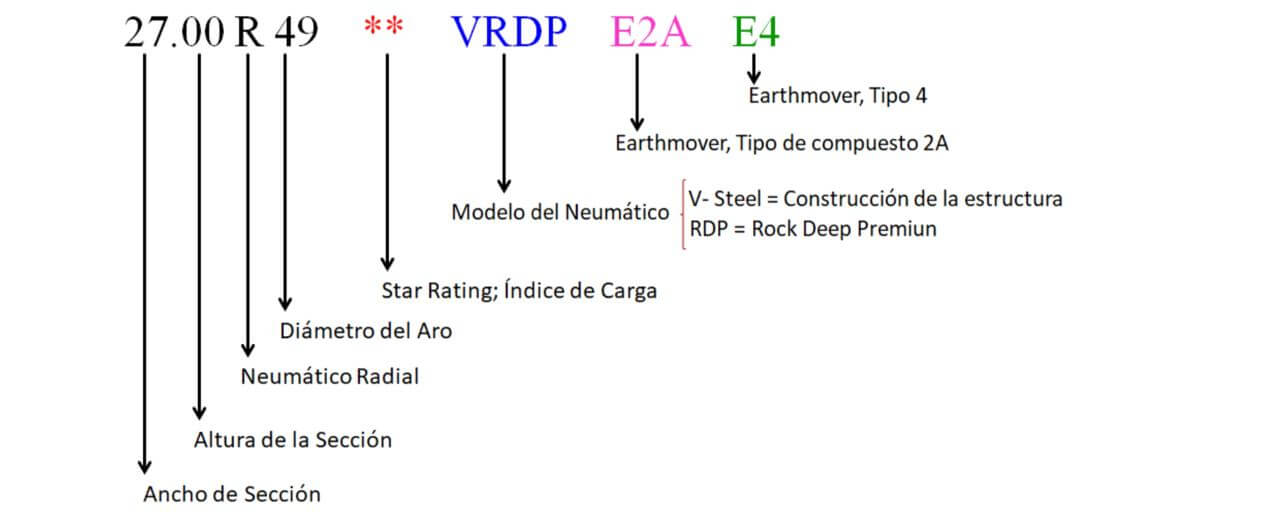 27.00 R 49 ** VRDP E2A E4
Earthmover, Tipo 4
Earthmover, Tipo de compuesto 2A
V- Steel = Construcción de la estructura
Modelo del Neumático
RDP = Rock Deep Premiun
Star Rating; Índice de Carga
Diámetro del Aro
Neumático Radial
Altura de la Sección
Ancho de Sección